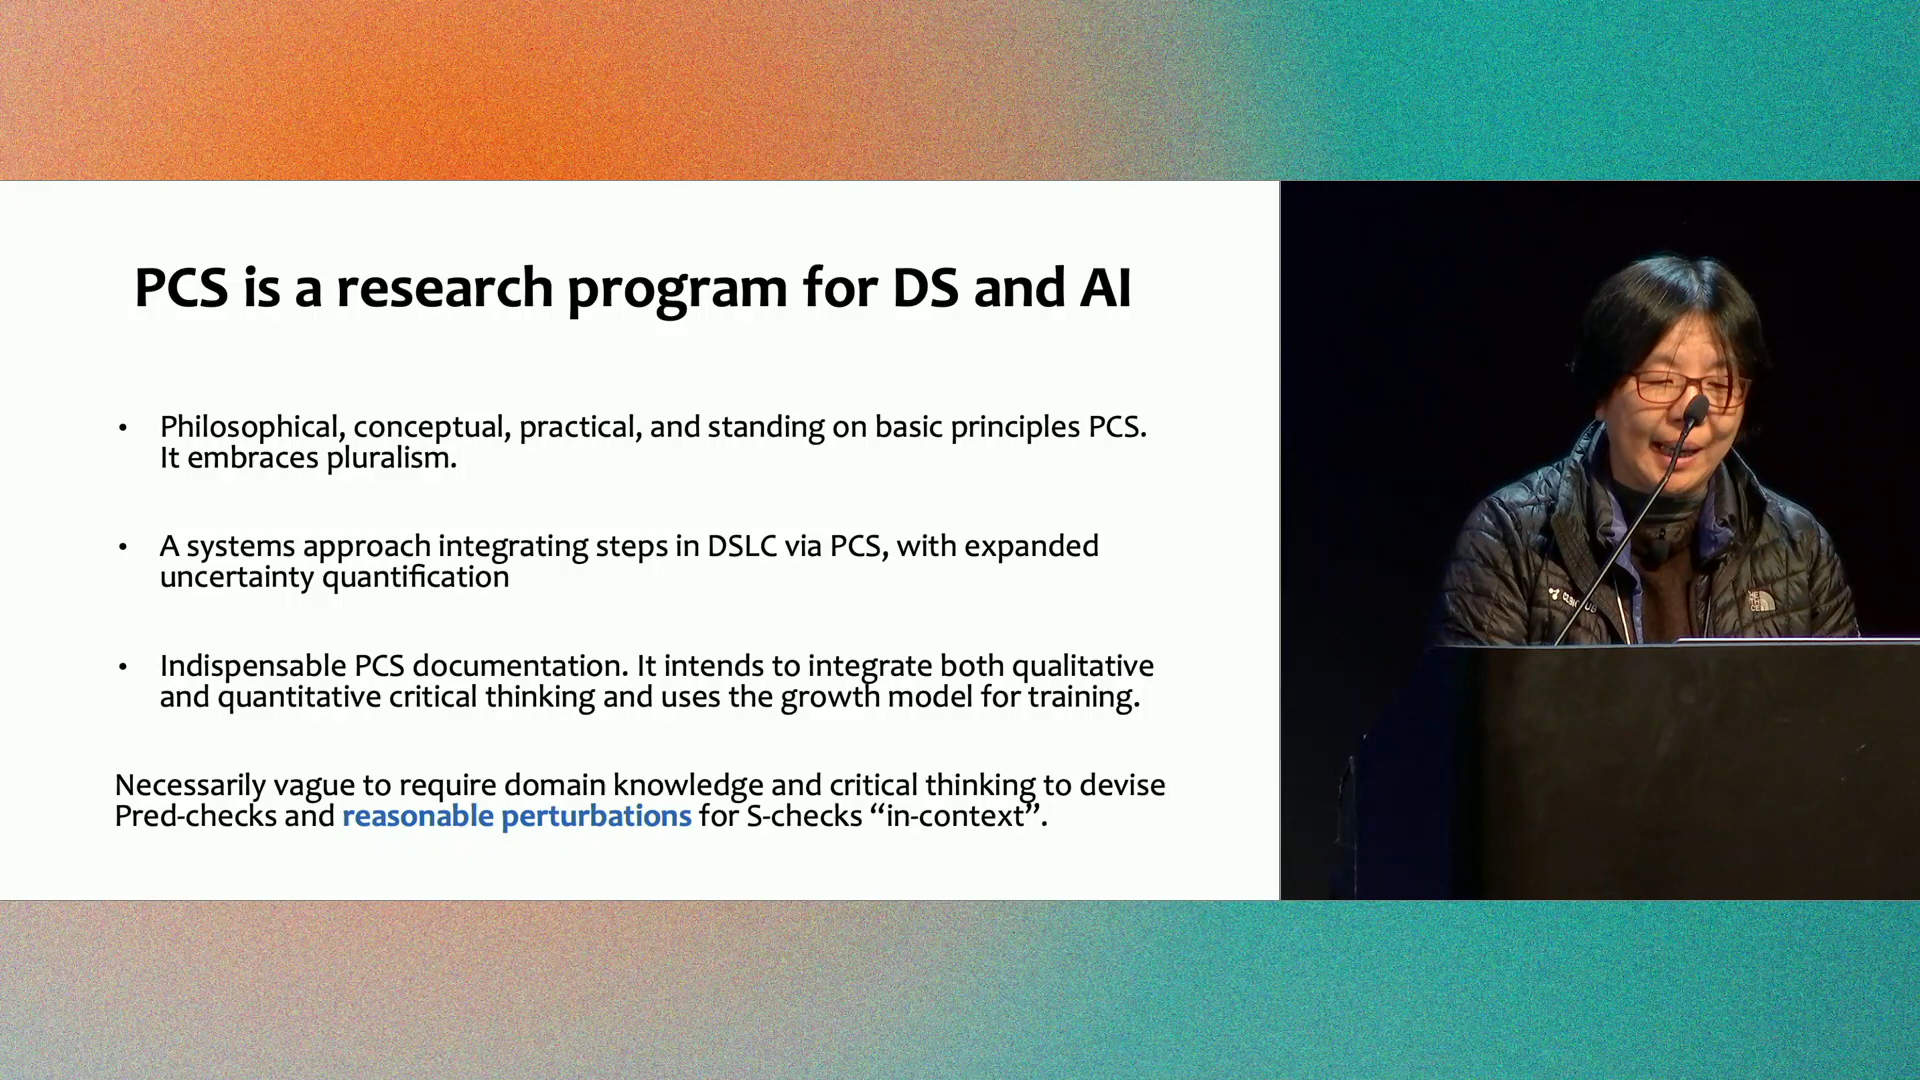 PCS is a research program for DS and AI
• Philosophical, conceptual, practical, and standing on basic principles PCS.
It embraces pluralism.
• A systems approach integrating steps in DSLC via PCS, with expanded
uncertainty quantification
• Indispensable PCS documentation. It intends to integrate both qualitative
and quantitative critical thinking and uses the growth model for training.
Necessarily vague to require domain knowledge and critical thinking to devise
Pred-checks and reasonable perturbations for S-checks “in-context”.